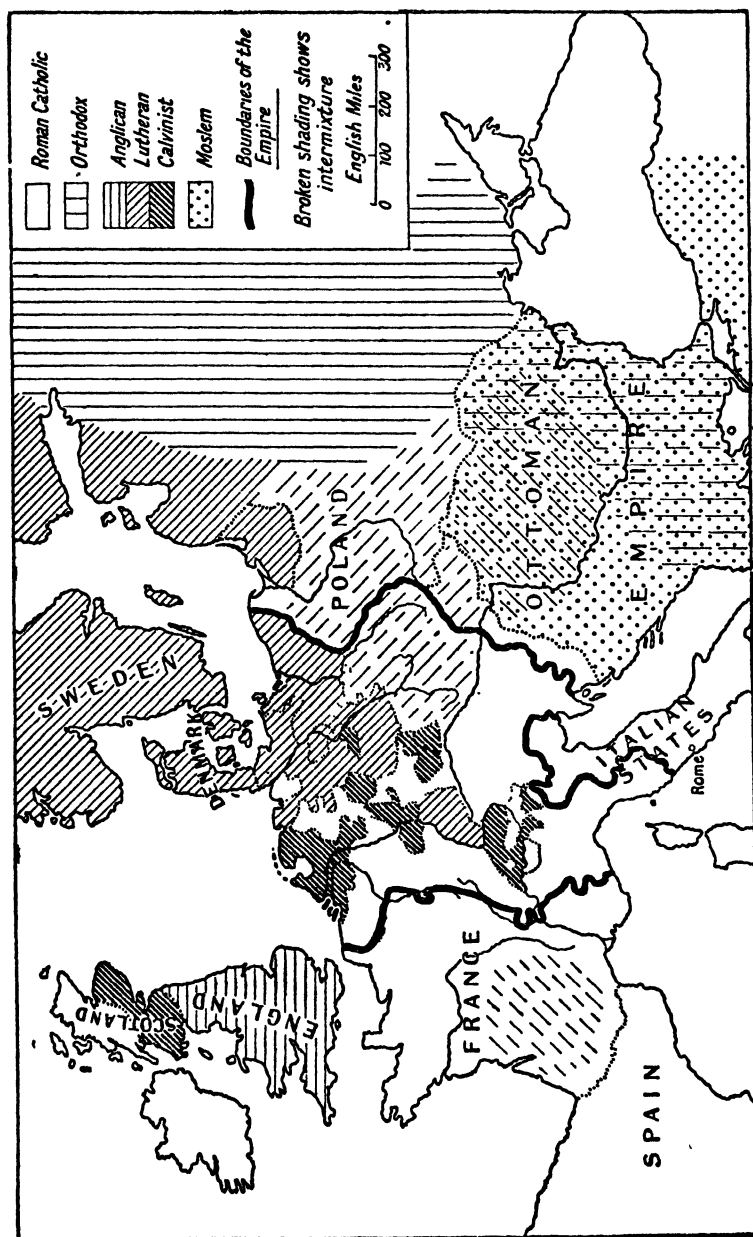 Roman Catholic
Orthodox
Anglican
Lutheran
Calvinist
Moslem
Boundaries of the
Empire
Broken shading shows
intermixture
English Miles
0 100 200 300
SWEDEN
DENMARK
SCOTLAND
ENGLAND
POLAND
OTTOMAN
EMPIRE
FRANCE
SPAIN
ITALIAN
STATES
Rome